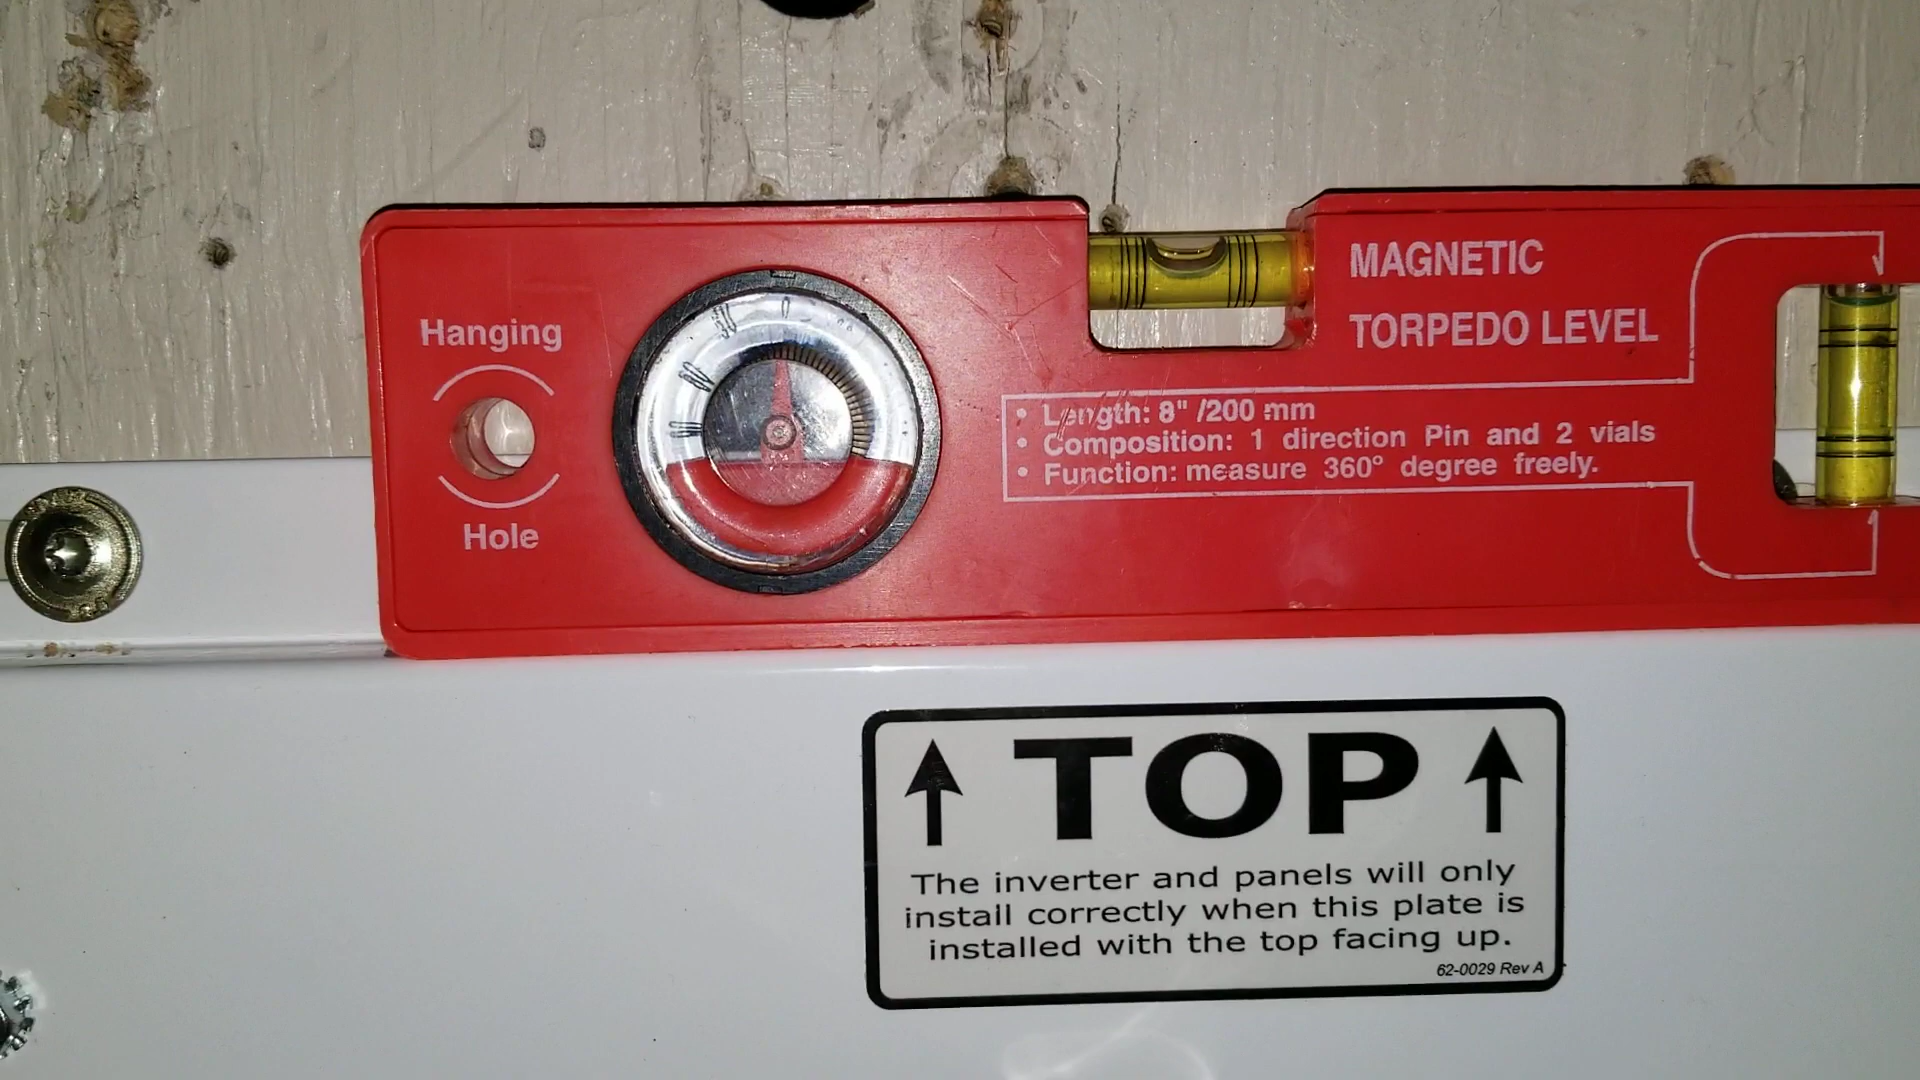 Hanging
Hole
MAGNETIC
TORPEDO LEVEL
• Length: 8" /200 mm
• Composition: 1 direction Pin and 2 vials
• Function: measure 360° degree freely.
0
TOP
The inverter and panels will only
install correctly when this plate is
installed with the top facing up.
62-0029 Rev A